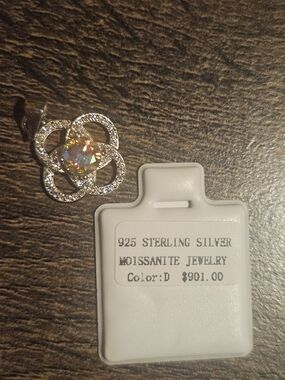 925 STERLING SILVER
MOISSANITE JEWELRY
Color:D $901.00